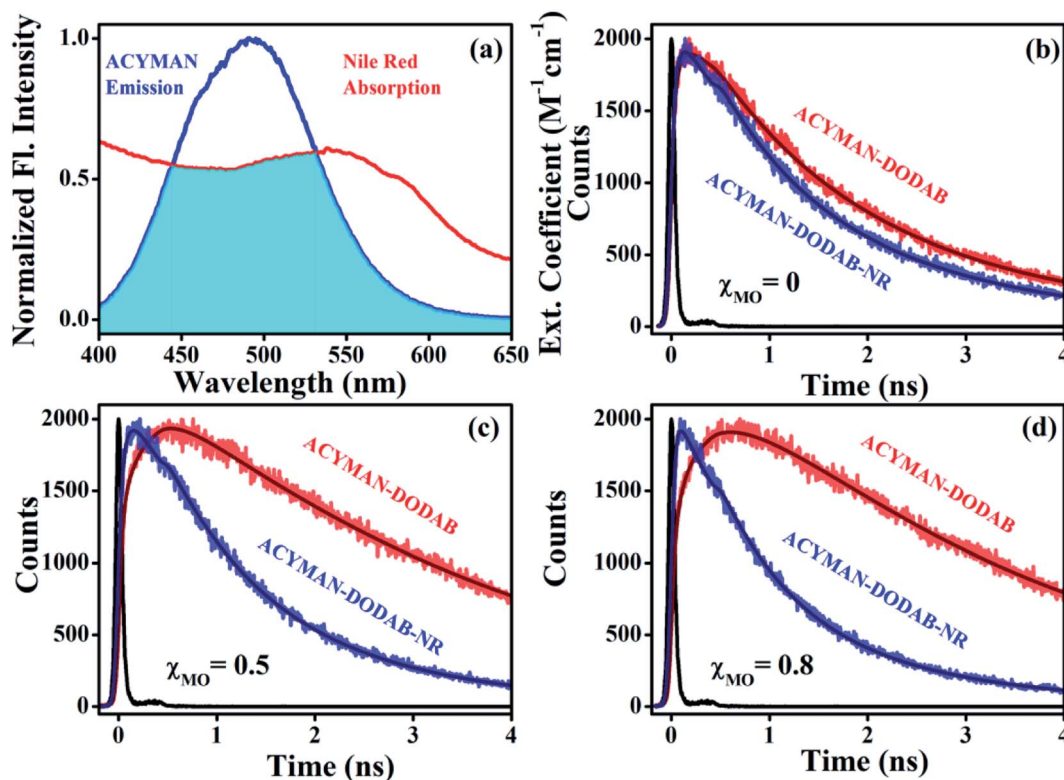 (a)
ACYMAN
Emission
Nile Red
Absorption
Normalized Fl. Intensity
1.0
0.5
0.0
400 450 500 550 600 650
Wavelength (nm)
Ext. Coefficient (M⁻¹cm⁻¹)
(b)
Counts
2000
1500
1000
500
0
ACYMAN-DODAB
ACYMAN-DODAB-NR
χMO = 0
0 1 2 3 4
Time (ns)
(c)
Counts
2000
1500
1000
500
0
ACYMAN-DODAB
ACYMAN-DODAB-NR
χMO = 0.5
0 1 2 3 4
Time (ns)
(d)
Counts
2000
1500
1000
500
0
ACYMAN-DODAB
ACYMAN-DODAB-NR
χMO = 0.8
0 1 2 3 4
Time (ns)